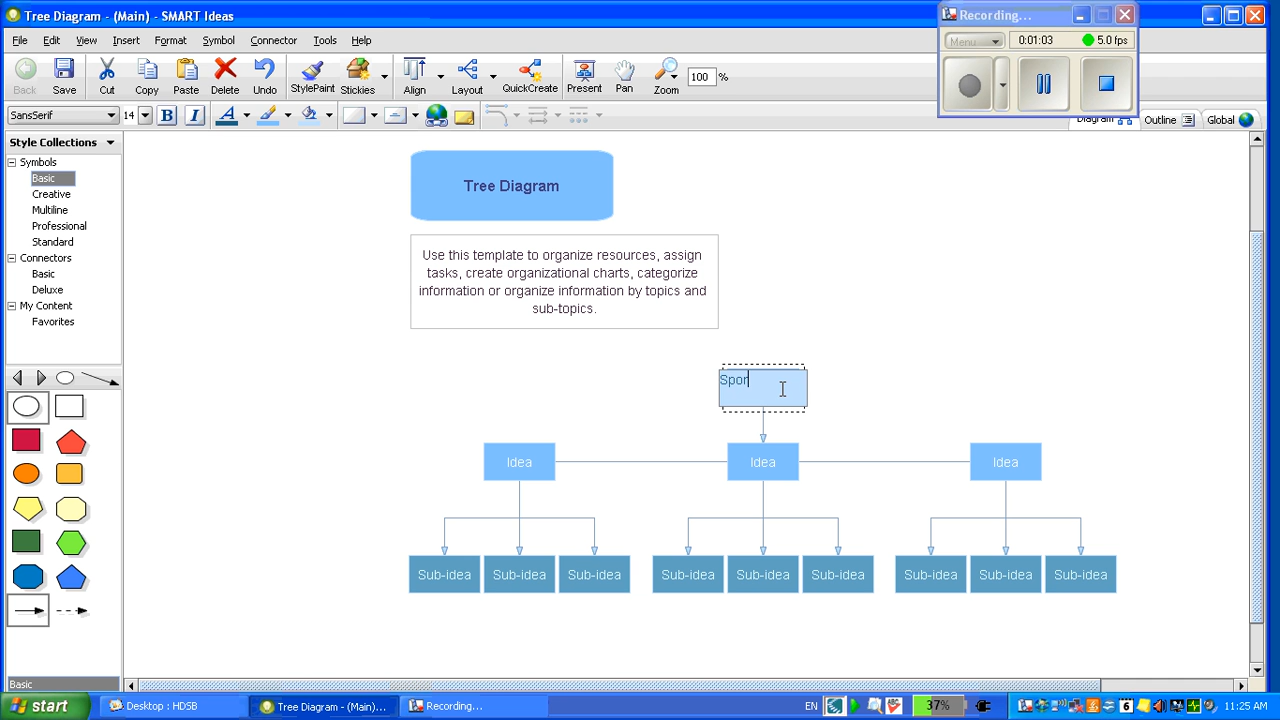 Tree Diagram - (Main) - SMART Ideas
Recording...
File Edit View Insert Format Symbol Connector Tools Help
Menu 0:01:03 5.0 fps
Back Save Cut Copy Paste Delete Undo StylePaint Stickies Align Layout QuickCreate Present Pan Zoom 100 %
SansSerif 14 B I A Diagram Outline Global
Style Collections
Symbols
Basic
Creative
Multiline
Professional
Standard
Connectors
Basic
Deluxe
My Content
Favorites
Tree Diagram
Use this template to organize resources, assign
tasks, create organizational charts, categorize
information or organize information by topics and
sub-topics.
Spor
Idea Idea Idea
Sub-idea Sub-idea Sub-idea Sub-idea Sub-idea Sub-idea Sub-idea Sub-idea Sub-idea
Basic
start Desktop : HDSB Tree Diagram - (Main)... Recording... EN 37% 6 11:25 AM